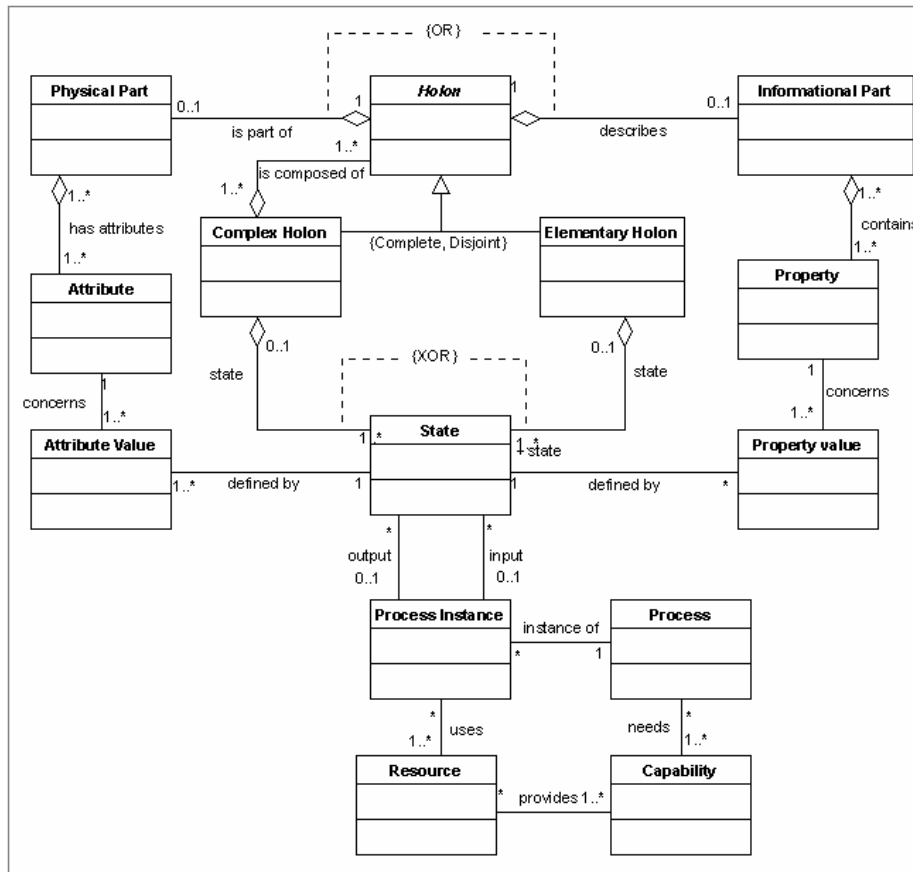 {OR}
Physical Part
Holon
Informational Part
0..1
1
1
0..1
is part of
describes
1..*
is composed of
1..*
1..*
1..*
has attributes
Complex Holon
{Complete, Disjoint}
Elementary Holon
contains
1..*
1..*
Attribute
Property
0..1
0..1
{XOR}
state
state
1
1
concerns
concerns
1..*
1..*
Attribute Value
State
Property value
1..*
1..*
+state
1..*
defined by
1
1
defined by
*
*
*
output
input
0..1
0..1
Process Instance
Process
instance of
*
1
*
*
uses
needs
1..*
1..*
Resource
Capability
*
provides 1..*